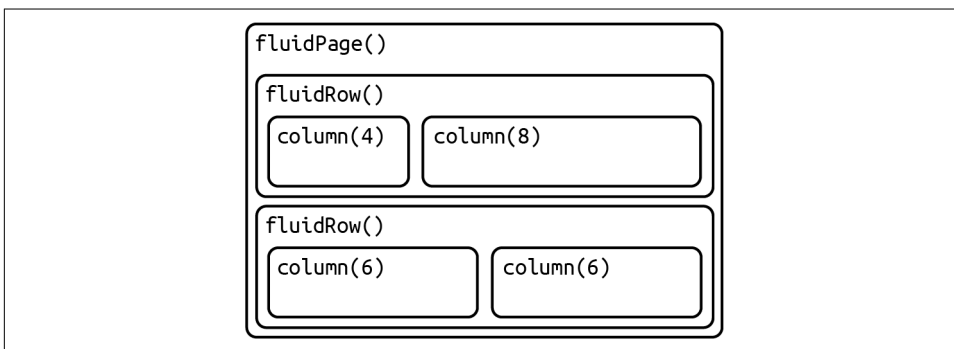 fluidPage()
fluidRow()
column(4) column(8)
fluidRow()
column(6) column(6)